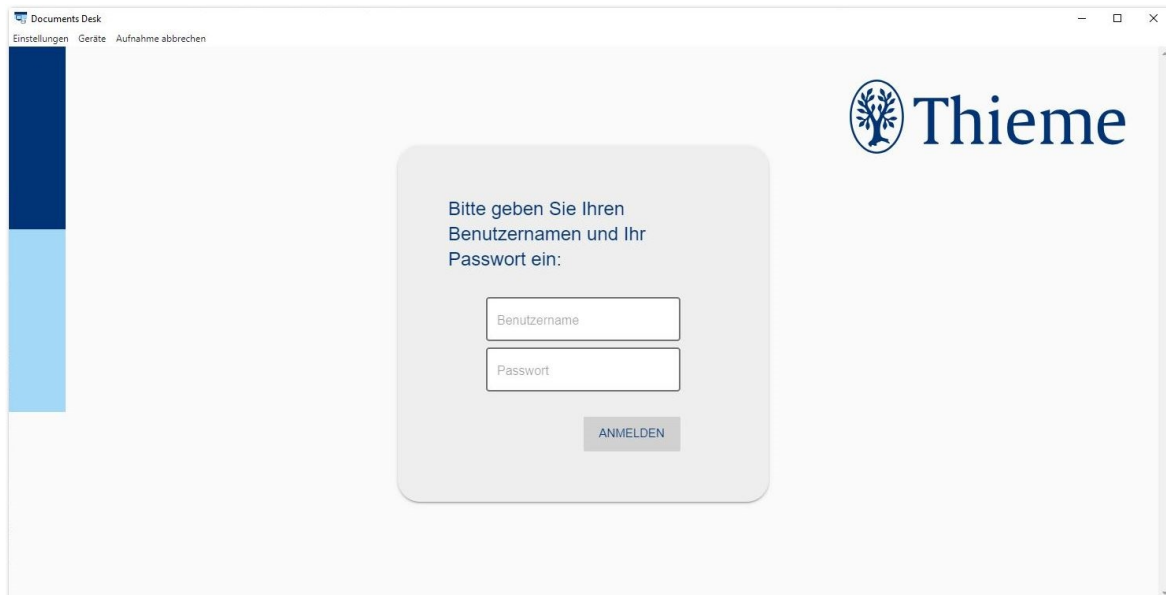 Documents Desk
Einstellungen Geräte Aufnahme abbrechen
Thieme
Bitte geben Sie Ihren
Benutzernamen und Ihr
Passwort ein:
Benutzername
Passwort
ANMELDEN